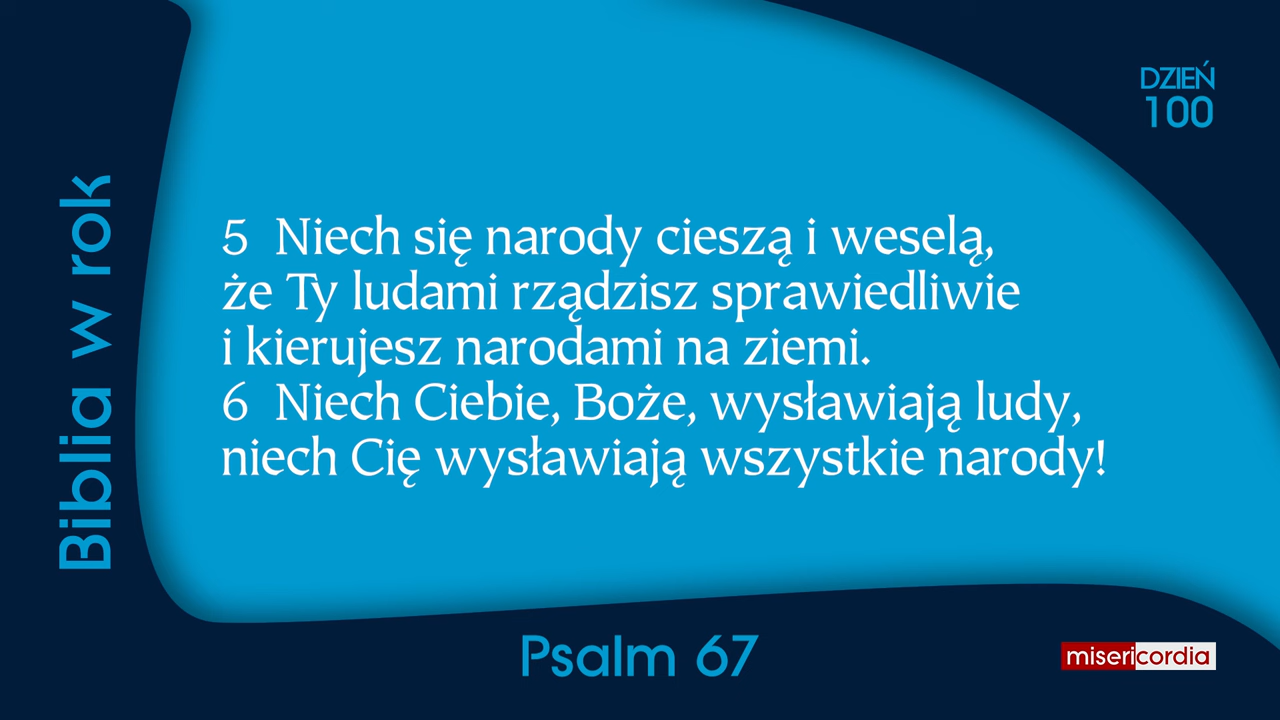 DZIEŃ
100
Biblia w rok
5 Niech się narody cieszą i weselą,
że Ty ludami rządzisz sprawiedliwie
i kierujesz narodami na ziemi.
6 Niech Ciebie, Boże, wysławiają ludy,
niech Cię wysławiają wszystkie narody!
Psalm 67
misericordia